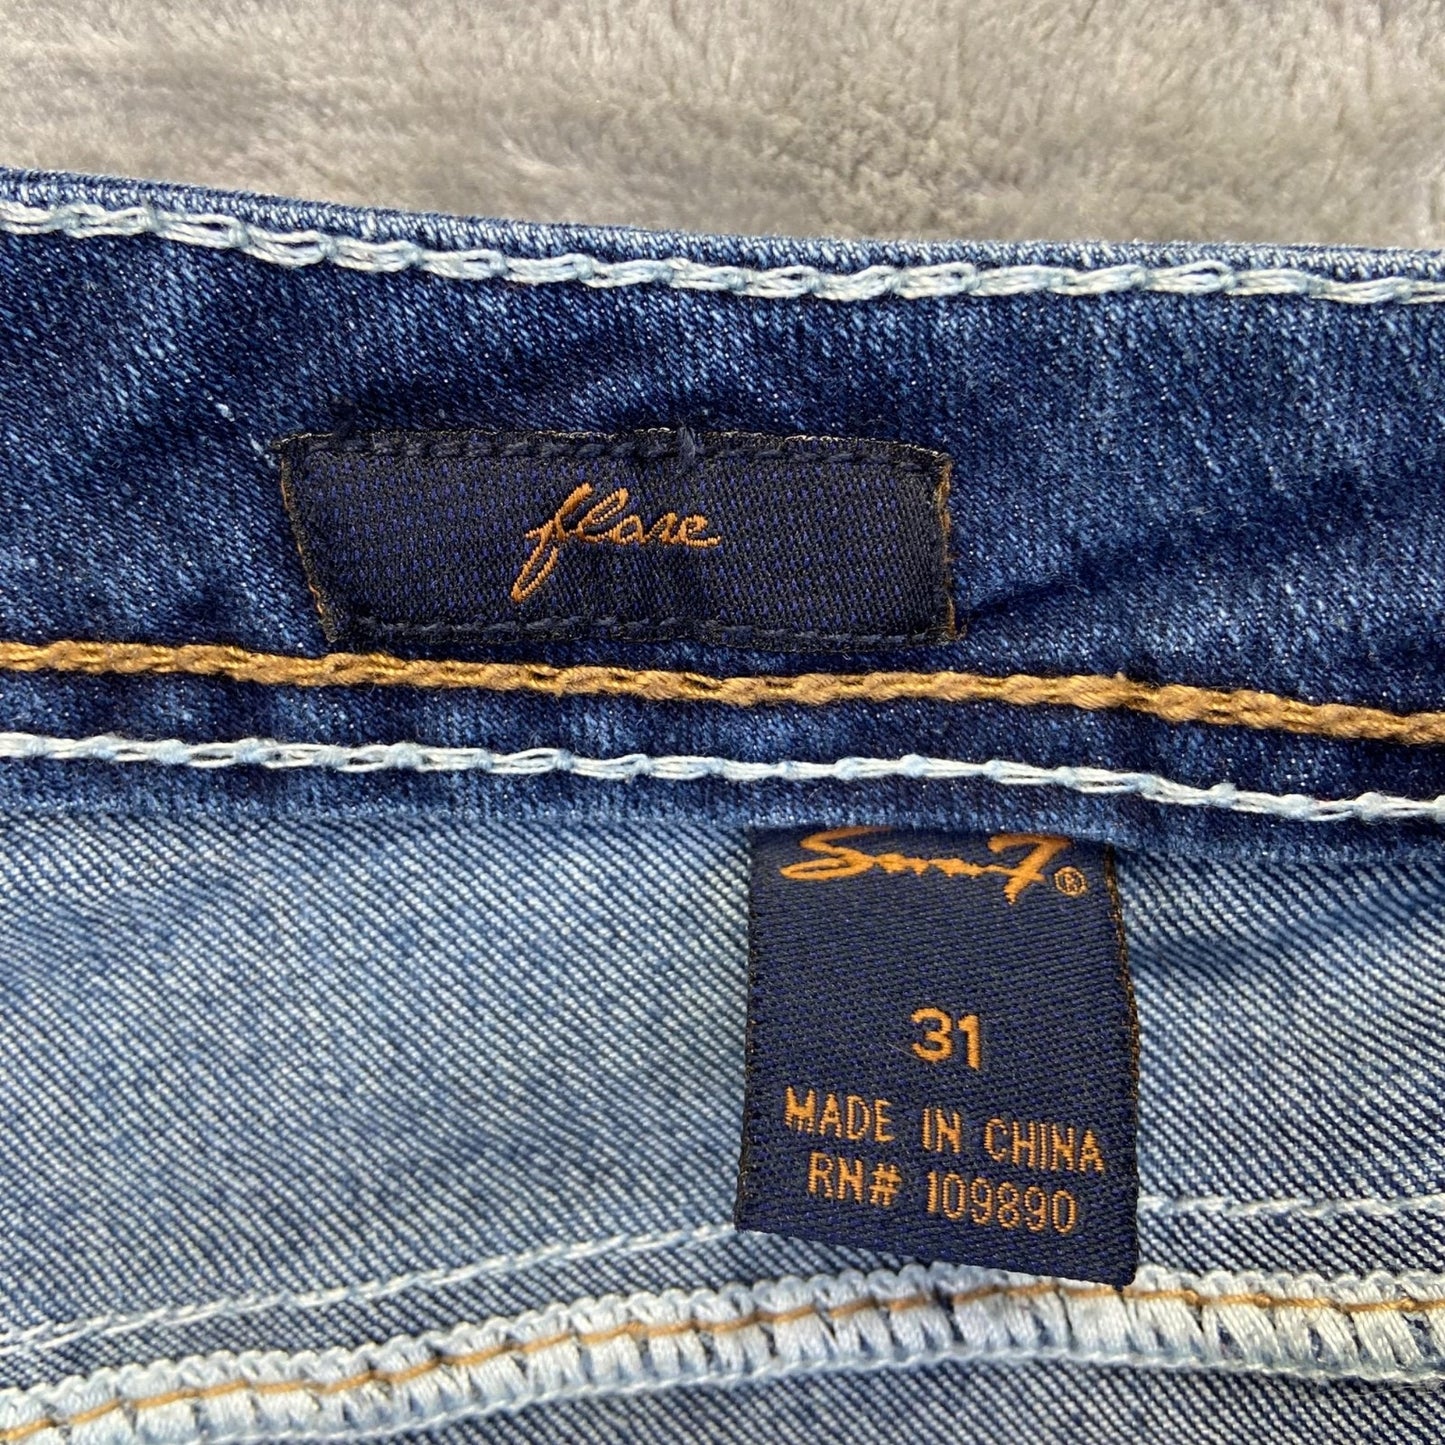 flare
Seven7®
31
MADE IN CHINA
RN# 109890